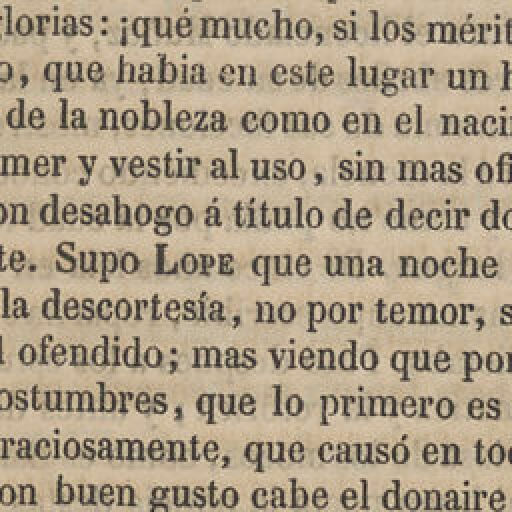 glorias: ¡qué mucho, si los mérit
o, que habia en este lugar un h
de la nobleza como en el naci
mer y vestir al uso, sin mas ofi
on desahogo á título de decir do
te. Supo LOPE que una noche
la descortesía, no por temor, s
l ofendido; mas viendo que por
ostumbres, que lo primero es
raciosamente, que causó en tod
on buen gusto cabe el donaire